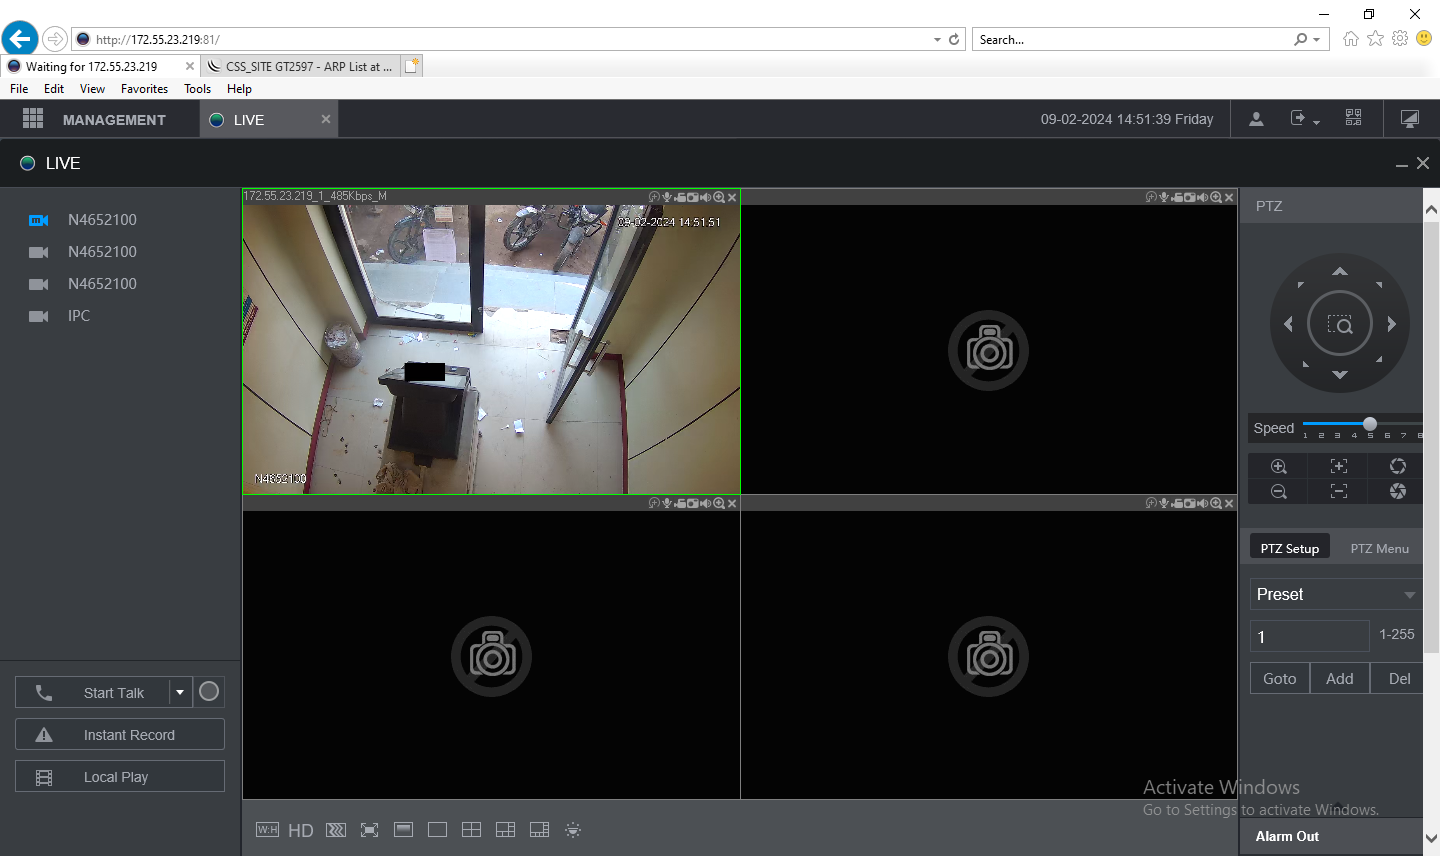 http://172.55.23.219:81/
Search...
Waiting for 172.55.23.219
CSS_SITE GT2597 - ARP List at ...
File Edit View Favorites Tools Help
MANAGEMENT
LIVE
09-02-2024 14:51:39 Friday
LIVE
N4652100
N4652100
N4652100
IPC
172.55.23.219_1_485Kbps_M
09-02-2024 14:51:51
N4652100
PTZ
Speed
1 2 3 4 5 6 7 8
PTZ Setup
PTZ Menu
Preset
1
1-255
Goto
Add
Del
Start Talk
Instant Record
Local Play
W:H
HD
Activate Windows
Go to Settings to activate Windows.
Alarm Out